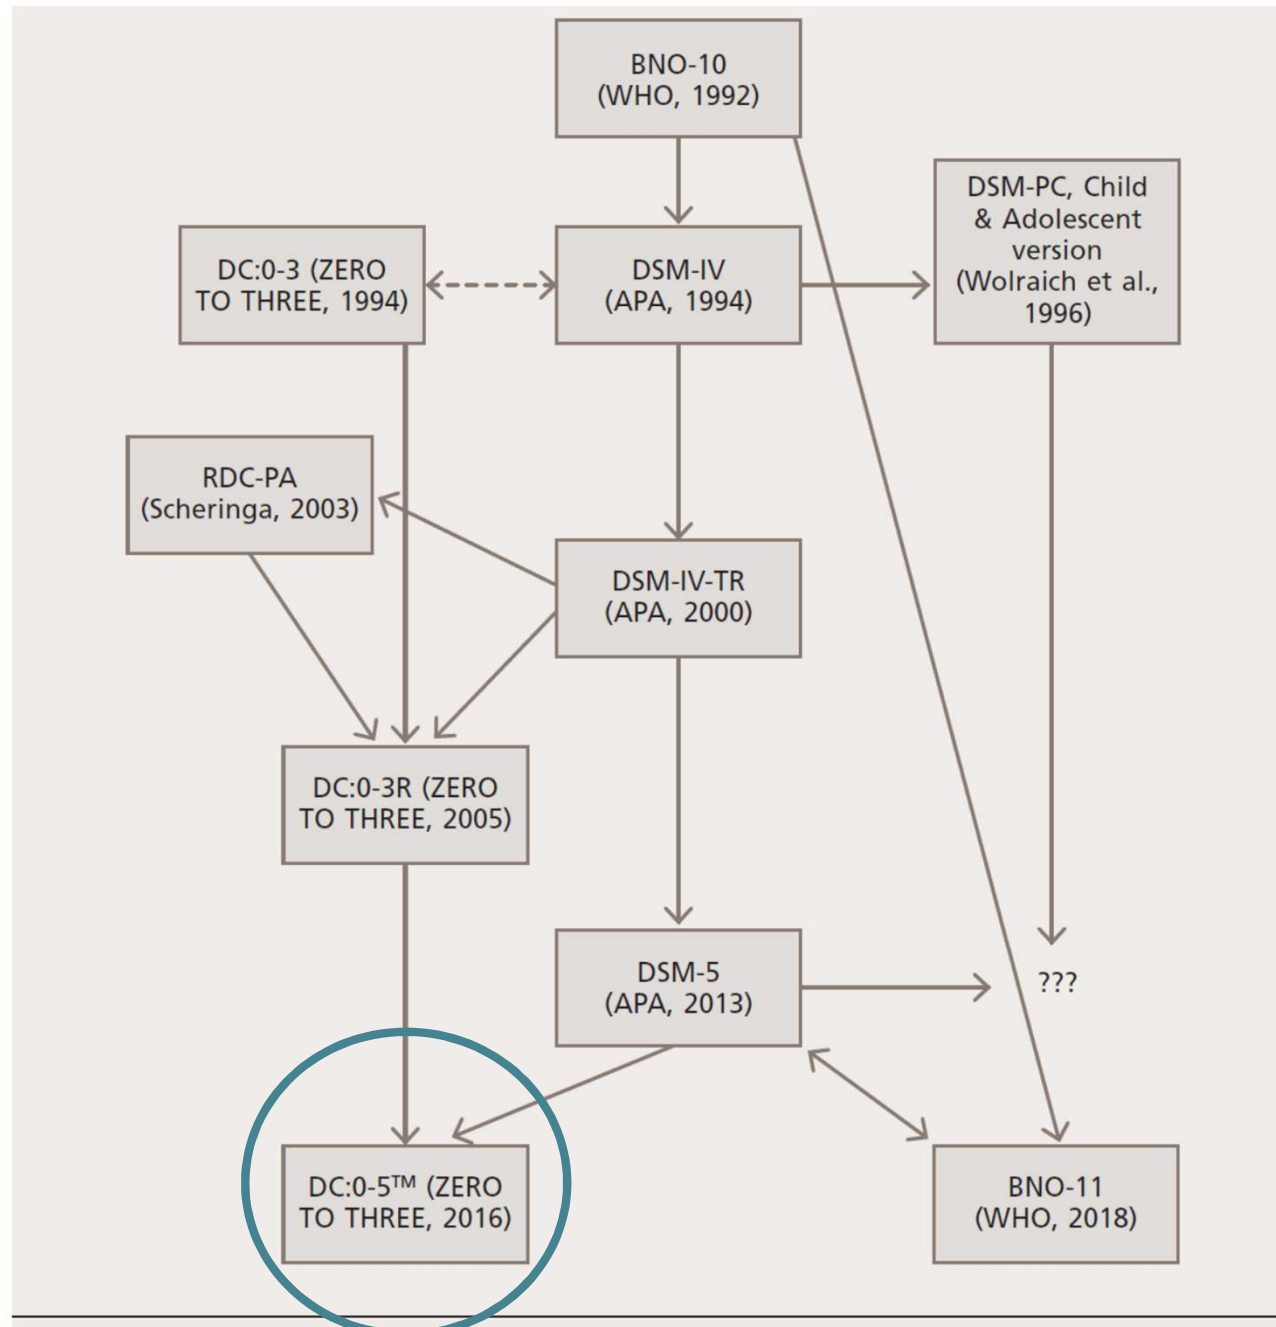 BNO-10
(WHO, 1992)
DSM-PC, Child
& Adolescent
version
(Wolraich et al.,
1996)
DC:0-3 (ZERO
TO THREE, 1994)
DSM-IV
(APA, 1994)
RDC-PA
(Scheringa, 2003)
DSM-IV-TR
(APA, 2000)
DC:0-3R (ZERO
TO THREE, 2005)
DSM-5
(APA, 2013)
???
DC:0-5™ (ZERO
TO THREE, 2016)
BNO-11
(WHO, 2018)